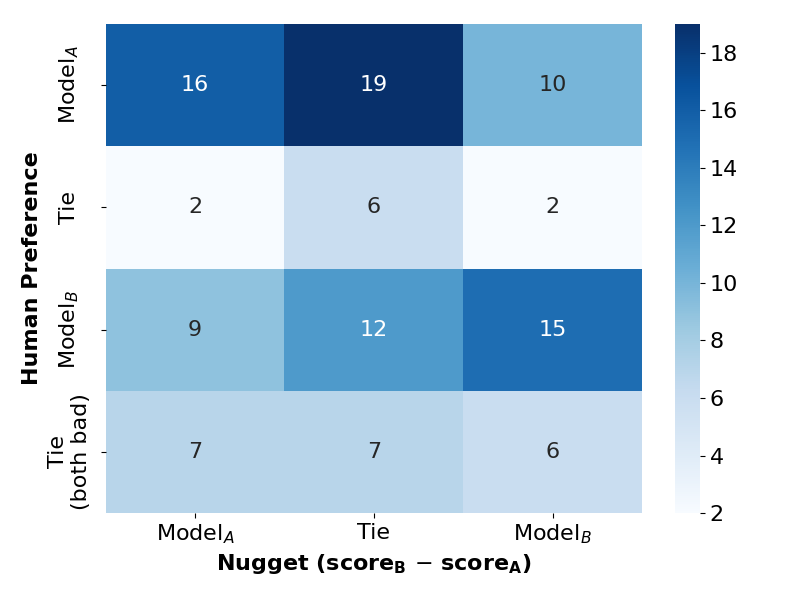 Human Preference
Model_A
16 19 10
Tie
2 6 2
Model_B
9 12 15
Tie
(both bad)
7 7 6
Model_A Tie Model_B
Nugget (score_B − score_A)
18
16
14
12
10
8
6
4
2